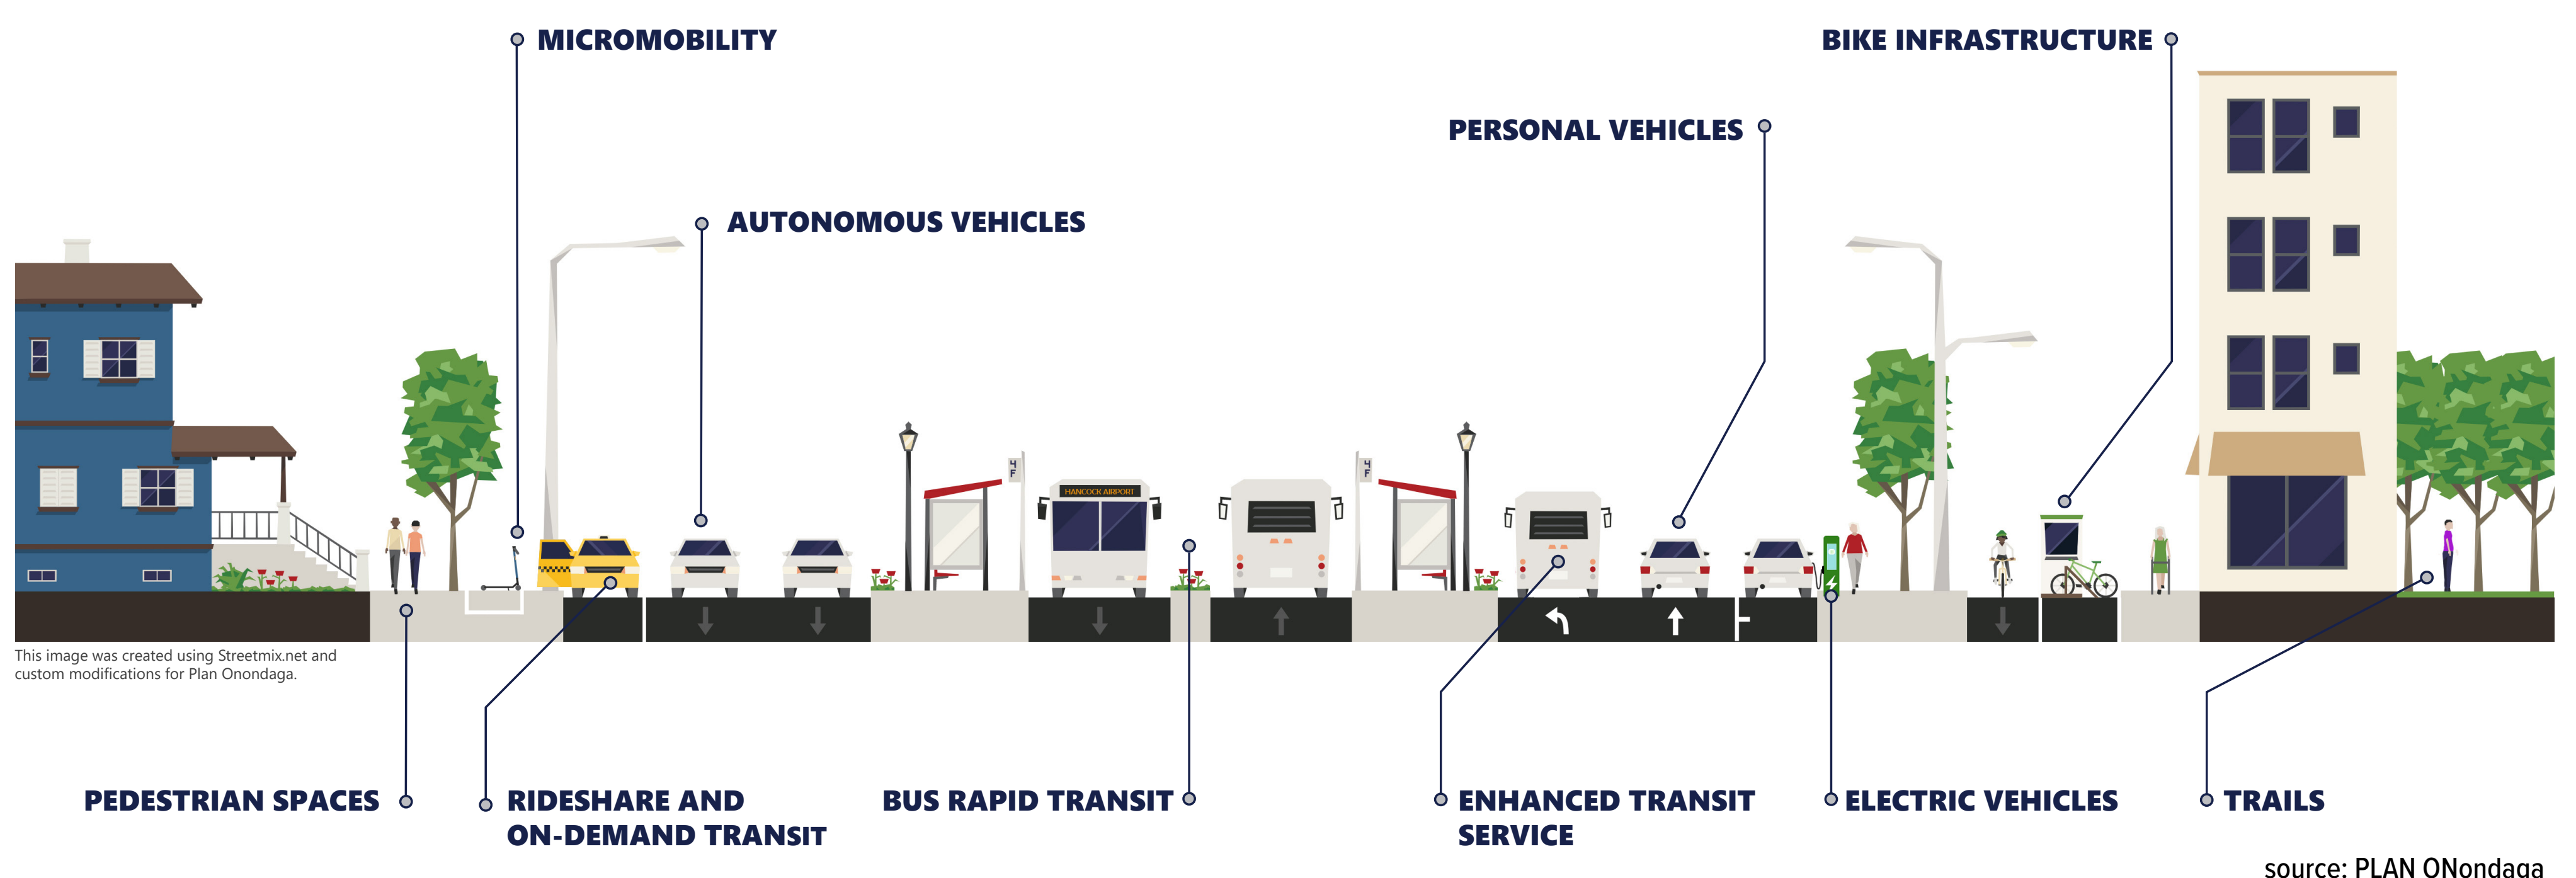 MICROMOBILITY
BIKE INFRASTRUCTURE
PERSONAL VEHICLES
AUTONOMOUS VEHICLES
4
F
4
F
HANCOCK AIRPORT
This image was created using Streetmix.net and
custom modifications for Plan Onondaga.
PEDESTRIAN SPACES
RIDESHARE AND
ON-DEMAND TRANSIT
BUS RAPID TRANSIT
ENHANCED TRANSIT
SERVICE
ELECTRIC VEHICLES
TRAILS
source: PLAN ONondaga